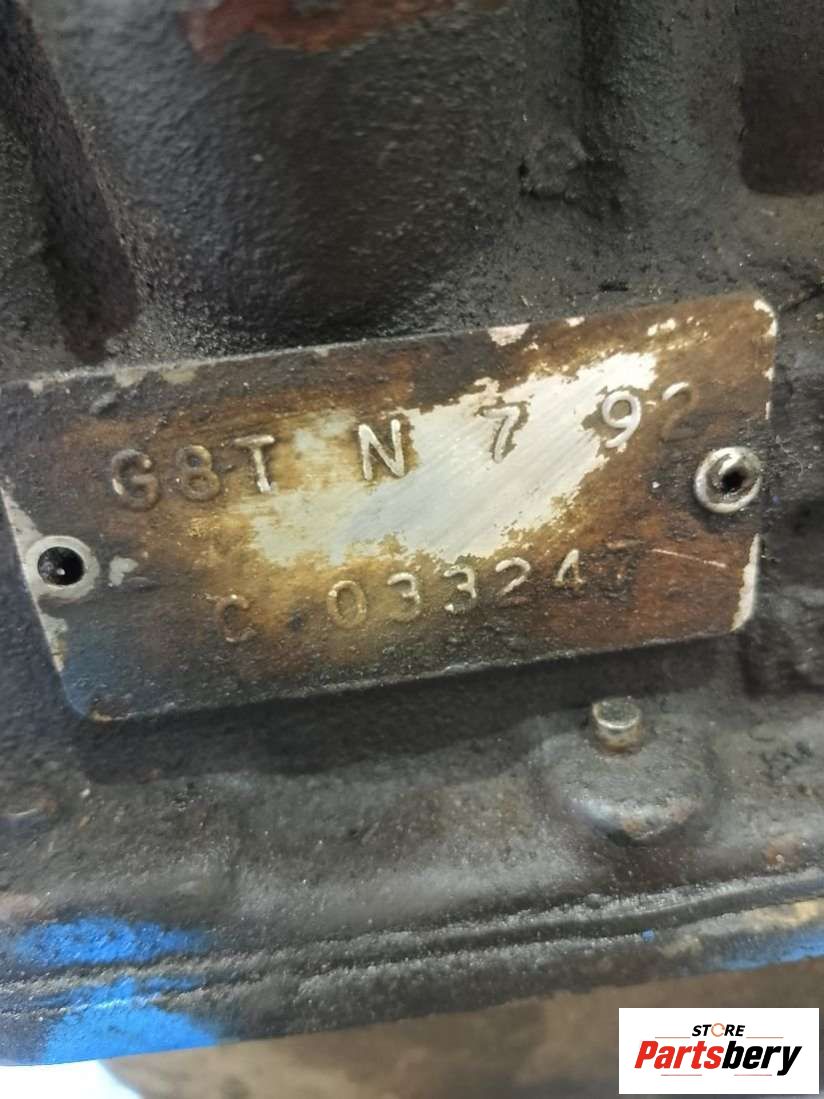 G8T N 7 92
C 033247
STORE
Partsbery